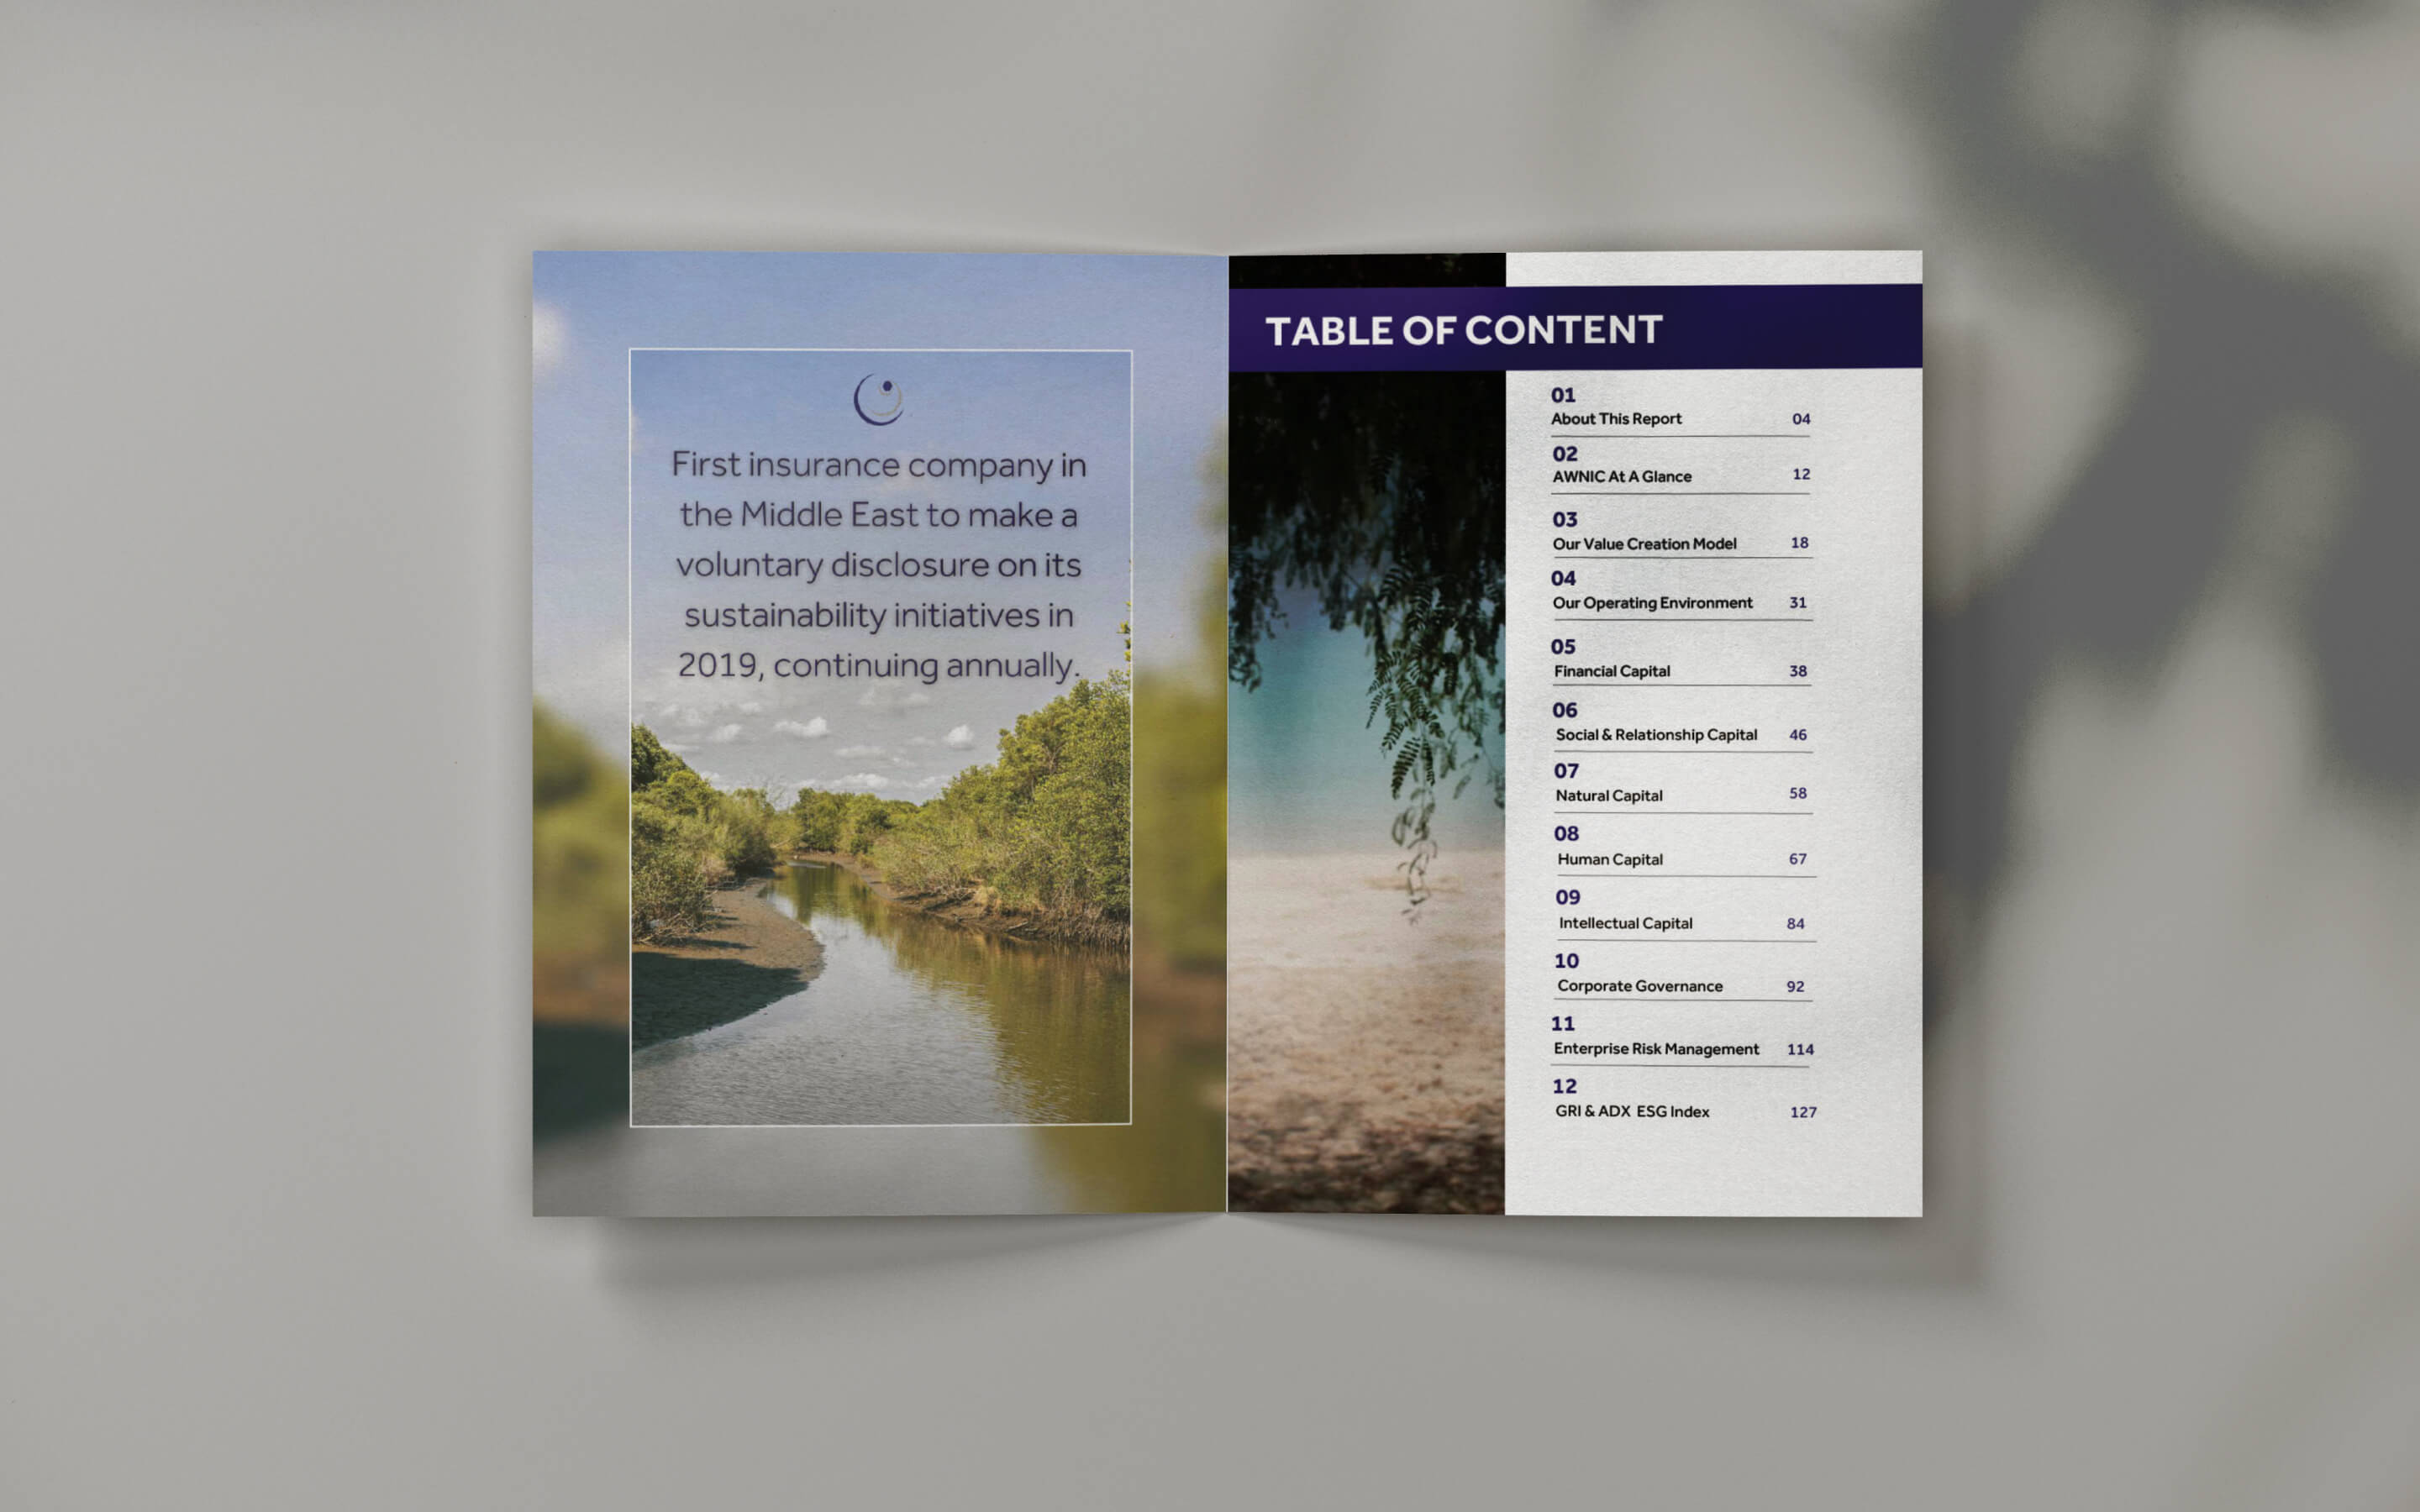 First insurance company in
the Middle East to make a
voluntary disclosure on its
sustainability initiatives in
2019, continuing annually.
TABLE OF CONTENT
01
About This Report 04
02
AWNIC At A Glance 12
03
Our Value Creation Model 18
04
Our Operating Environment 31
05
Financial Capital 38
06
Social & Relationship Capital 46
07
Natural Capital 58
08
Human Capital 67
09
Intellectual Capital 84
10
Corporate Governance 92
11
Enterprise Risk Management 114
12
GRI & ADX ESG Index 127